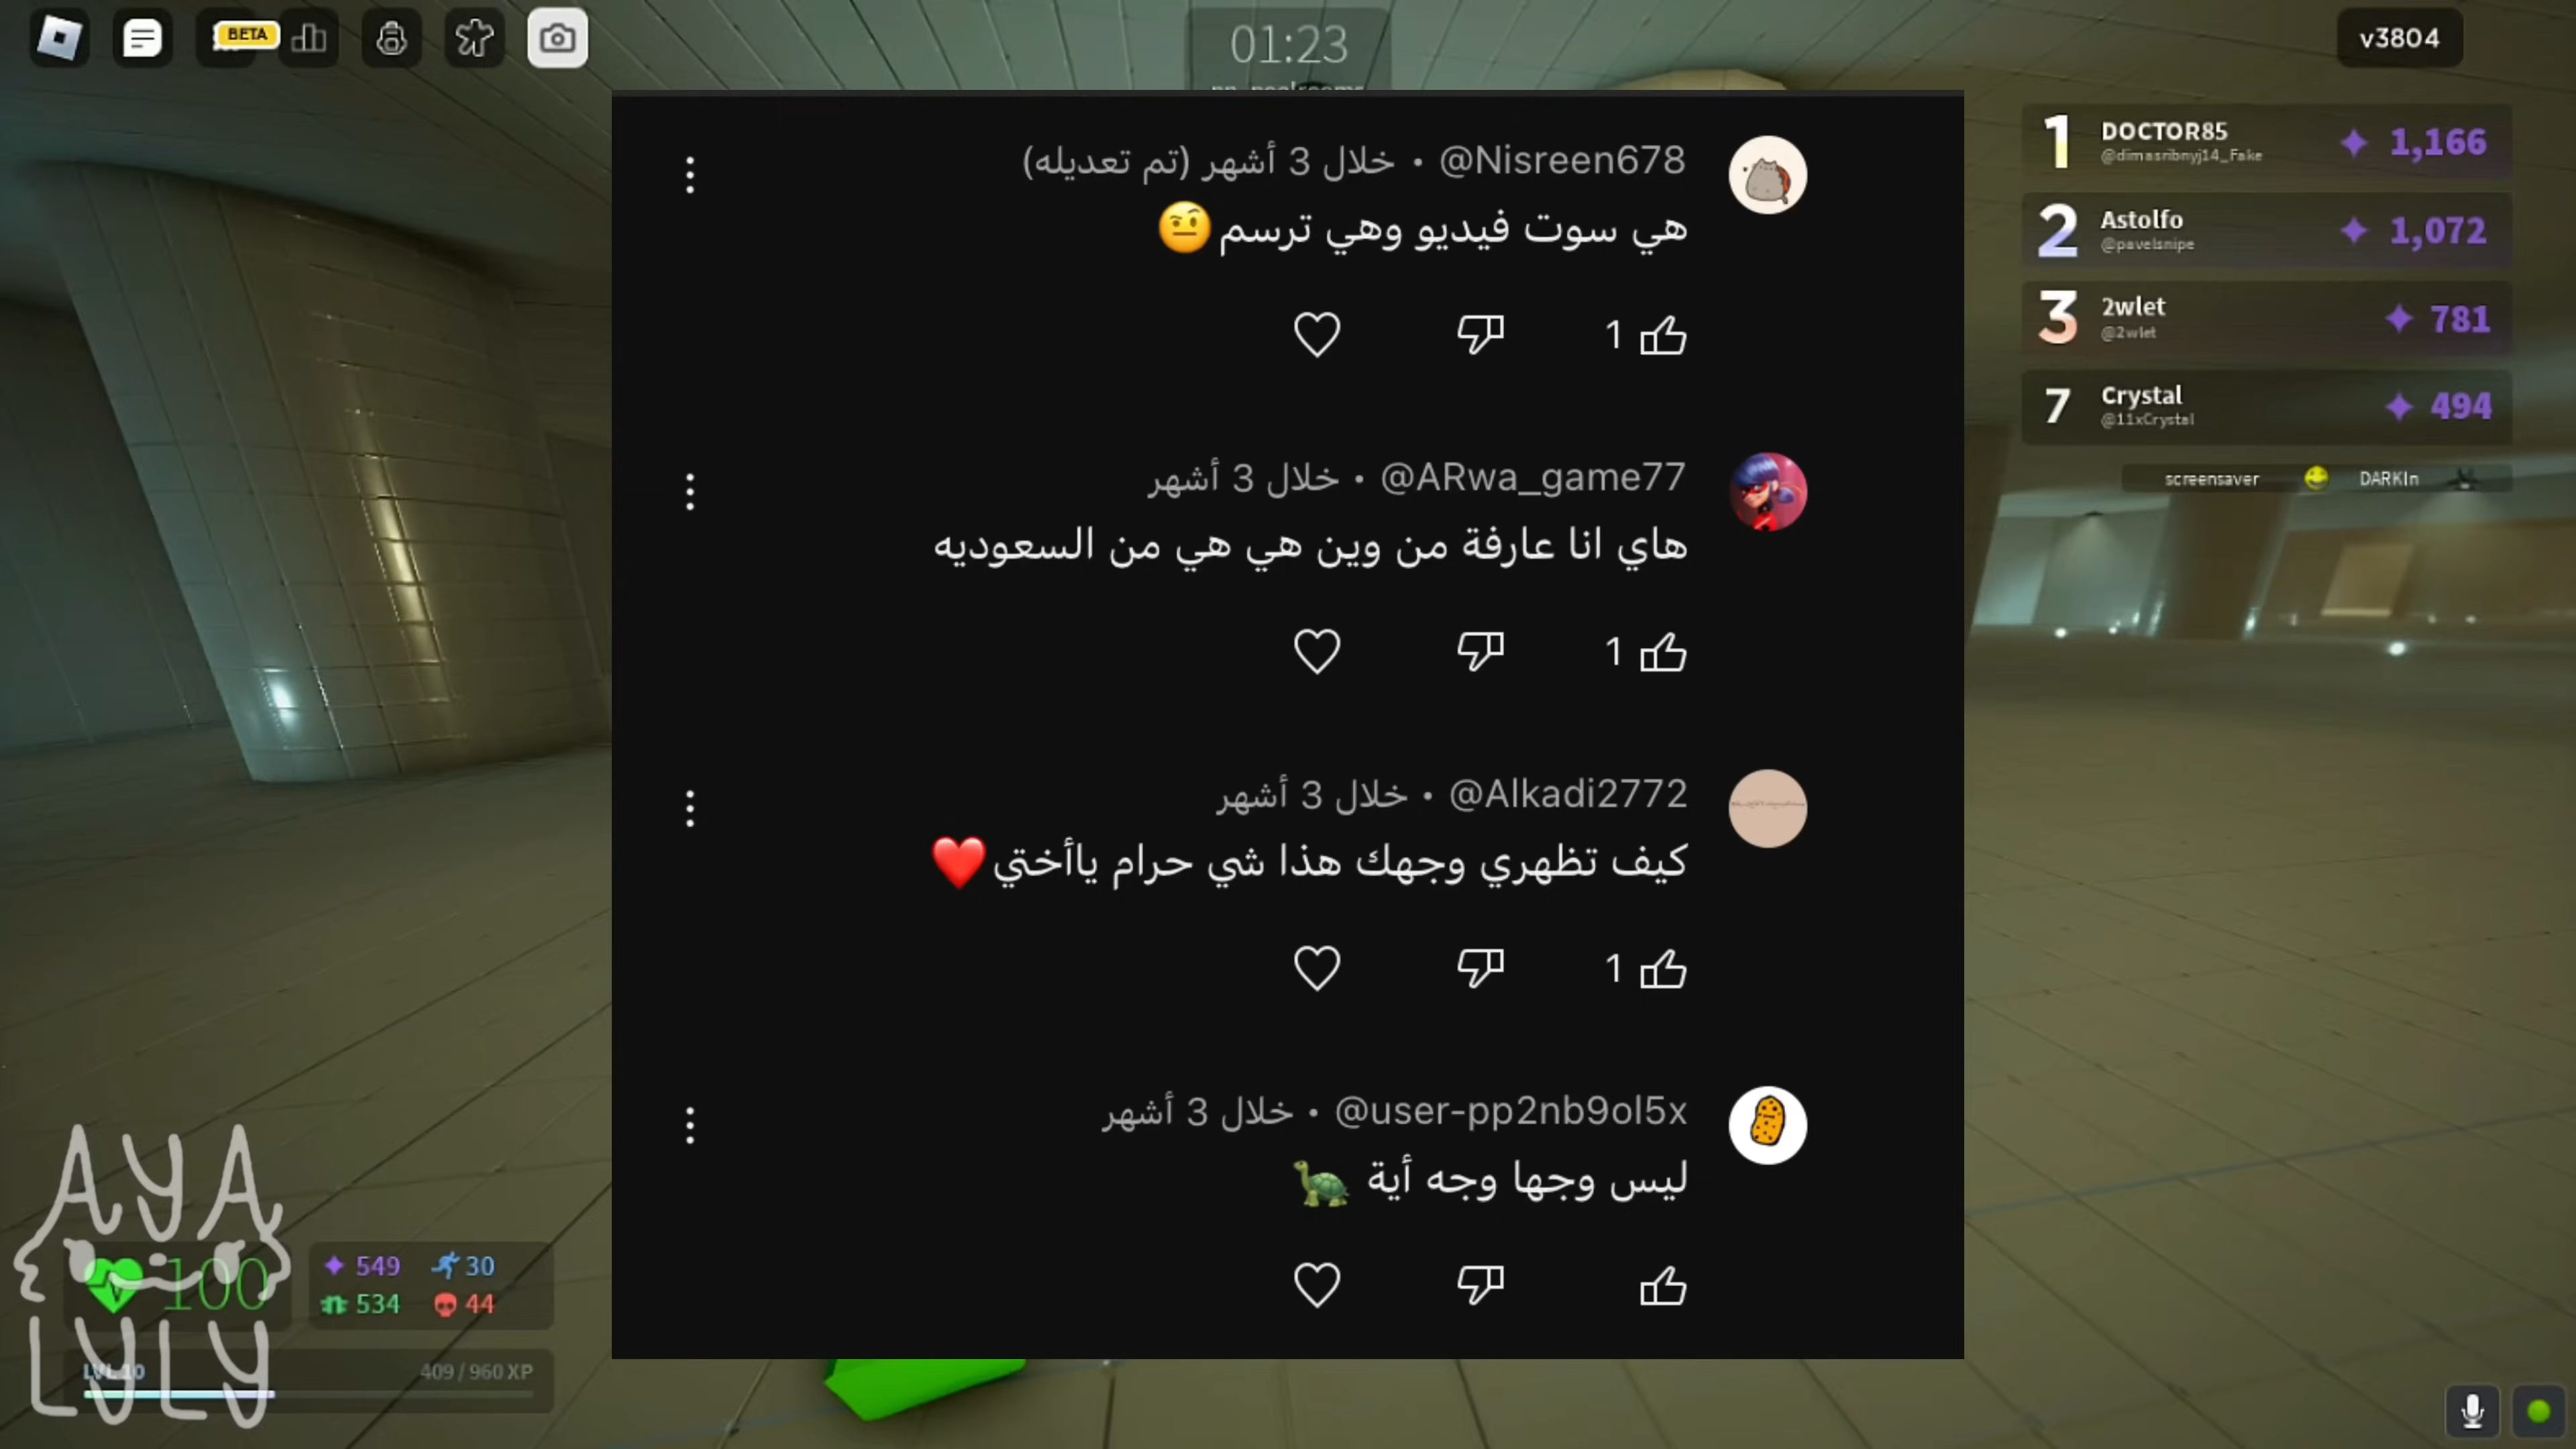 BETA
01:23
v3804
1 DOCTOR85 1,166
@dimasribnyj14_Fake
2 Astolfo 1,072
@pavelsnipe
3 2wlet 781
@2wlet
7 Crystal 494
@11xCrystal
screensaver DARKIn
@Nisreen678 • خلال 3 أشهر (تم تعديله)
هي سوت فيديو وهي ترسم🤨
1
@ARwa_game77 • خلال 3 أشهر
هاي انا عارفة من وين هي هي من السعوديه
1
@Alkadi2772 • خلال 3 أشهر
كيف تظهري وجهك هذا شي حرام ياأختي❤️
1
@user-pp2nb9ol5x • خلال 3 أشهر
ليس وجها وجه أية 🐢
AYA
LYLY
100
549 30
534 44
LVL 10 409 / 960 XP